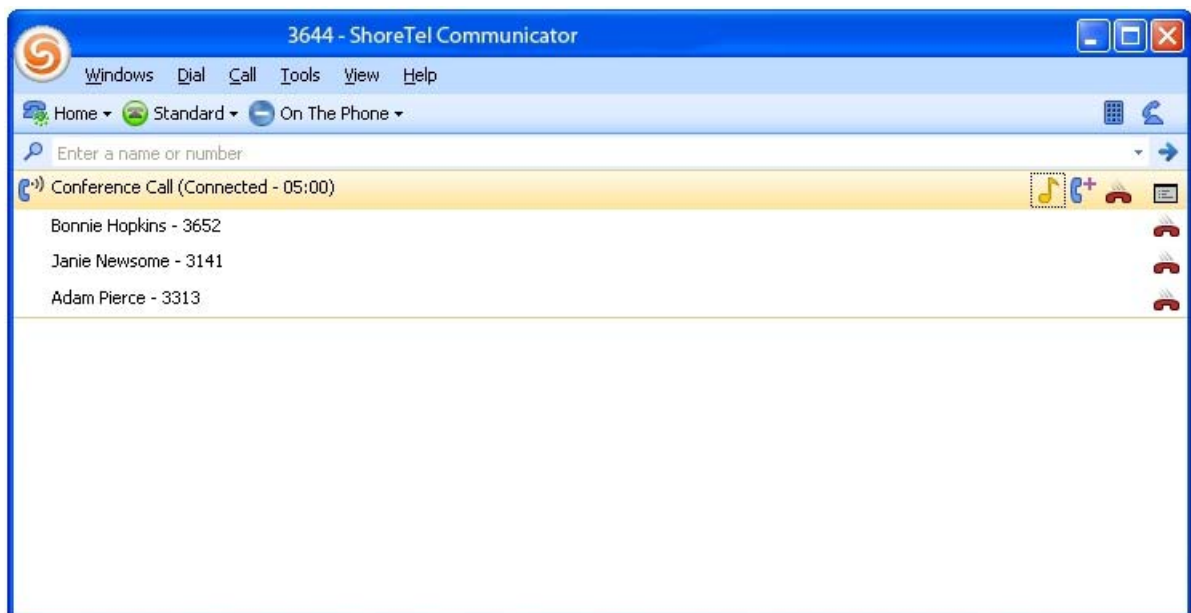 3644 - ShoreTel Communicator
Windows Dial Call Tools View Help
Home Standard On The Phone
Enter a name or number
Conference Call (Connected - 05:00)
Bonnie Hopkins - 3652
Janie Newsome - 3141
Adam Pierce - 3313